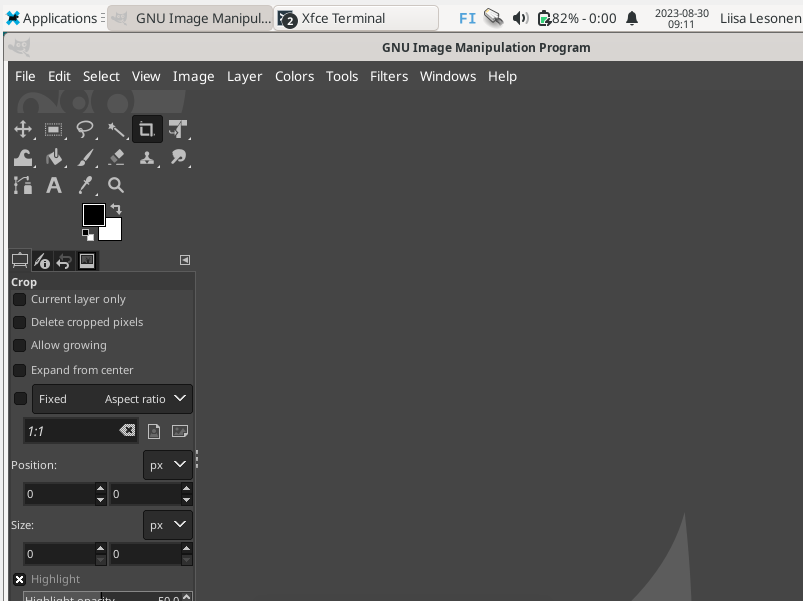 Applications GNU Image Manipul... 2 Xfce Terminal FI 82% - 0:00 2023-08-30 Liisa Lesonen
09:11
GNU Image Manipulation Program
File Edit Select View Image Layer Colors Tools Filters Windows Help
A
Crop
Current layer only
Delete cropped pixels
Allow growing
Expand from center
Fixed Aspect ratio
1:1
Position: px
0 0
Size: px
0 0
Highlight
Highlight opacity 50.0